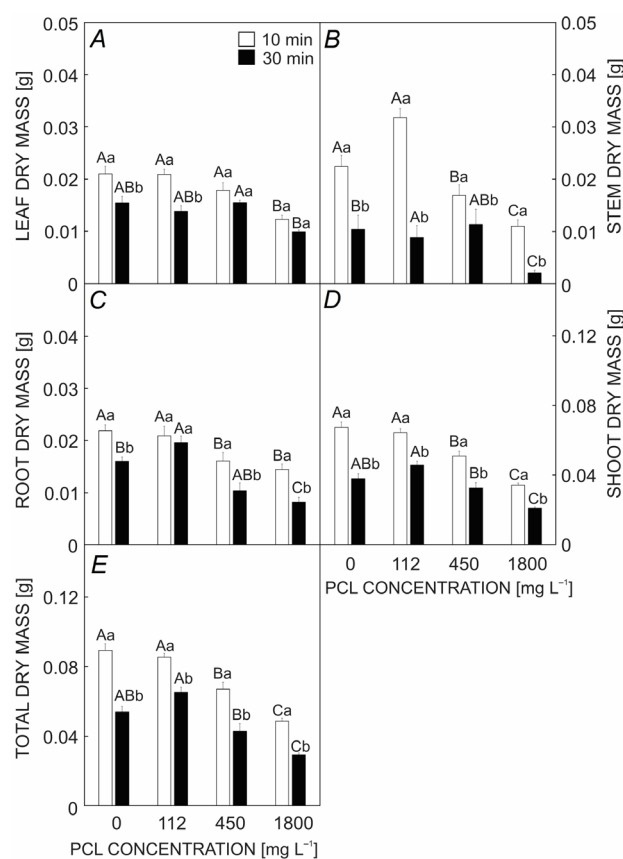 0.05
0.04
0.03
0.02
0.01
0
LEAF DRY MASS [g]
A
10 min
30 min
Aa
ABb
Aa
Ab
Aa
Aa
Ba
Ba
B
Aa
Bb
Aa
Ab
Ba
ABb
Ca
Cb
0.05
0.04
0.03
0.02
0.01
0
STEM DRY MASS [g]
0.04
0.03
0.02
0.01
0
ROOT DRY MASS [g]
C
Aa
Bb
Aa
Aa
Ba
ABb
Ba
Cb
D
Aa
ABb
Aa
Ab
Ba
Bb
Ca
Cb
0.12
0.08
0.04
0
SHOOT DRY MASS [g]
0 112 450 1800
PCL CONCENTRATION [mg L⁻¹]
0.12
0.08
0.04
0
TOTAL DRY MASS [g]
E
Aa
ABb
Aa
Ab
Ba
Bb
Ca
Cb
0 112 450 1800
PCL CONCENTRATION [mg L⁻¹]